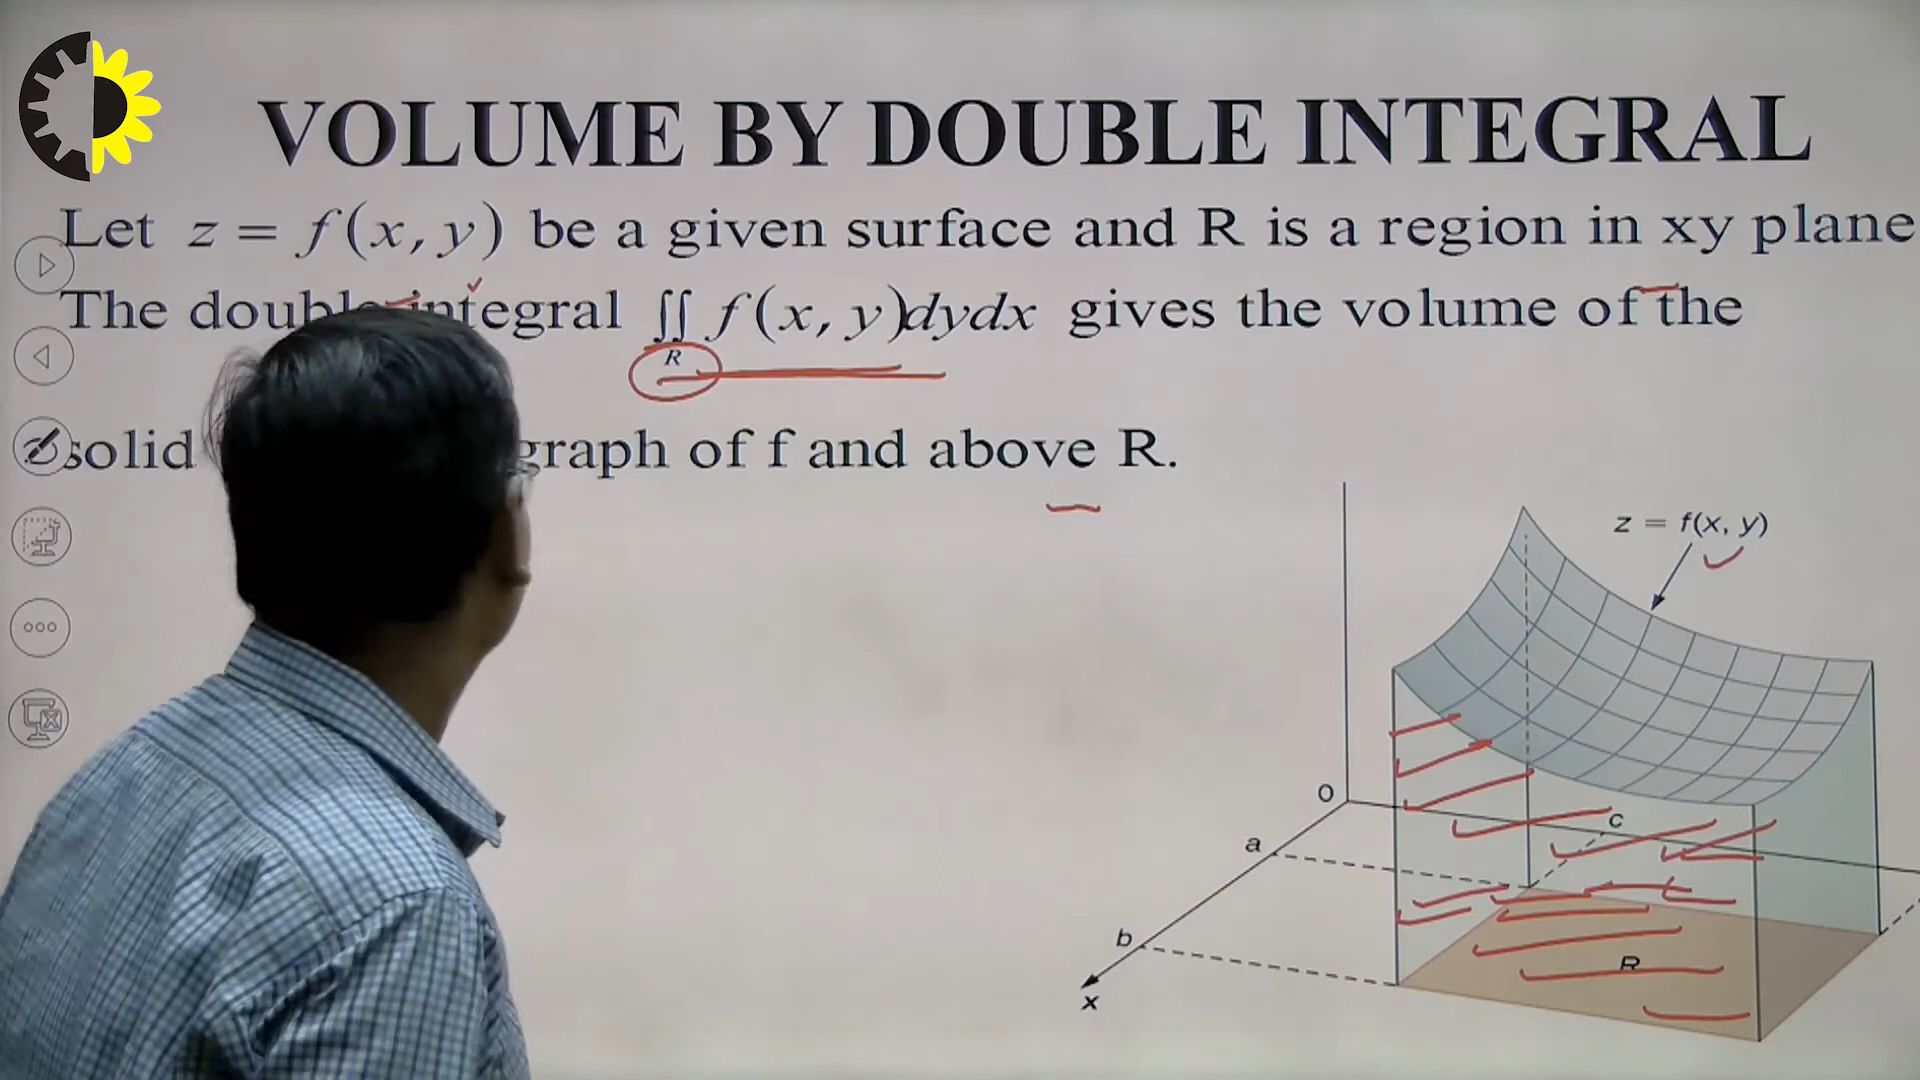 VOLUME BY DOUBLE INTEGRAL
Let z = f(x, y) be a given surface and R is a region in xy plane
The double integral ∬ f(x, y)dydx gives the volume of the
R
solid graph of f and above R.
z = f(x, y)
0
c
a
b
R
x